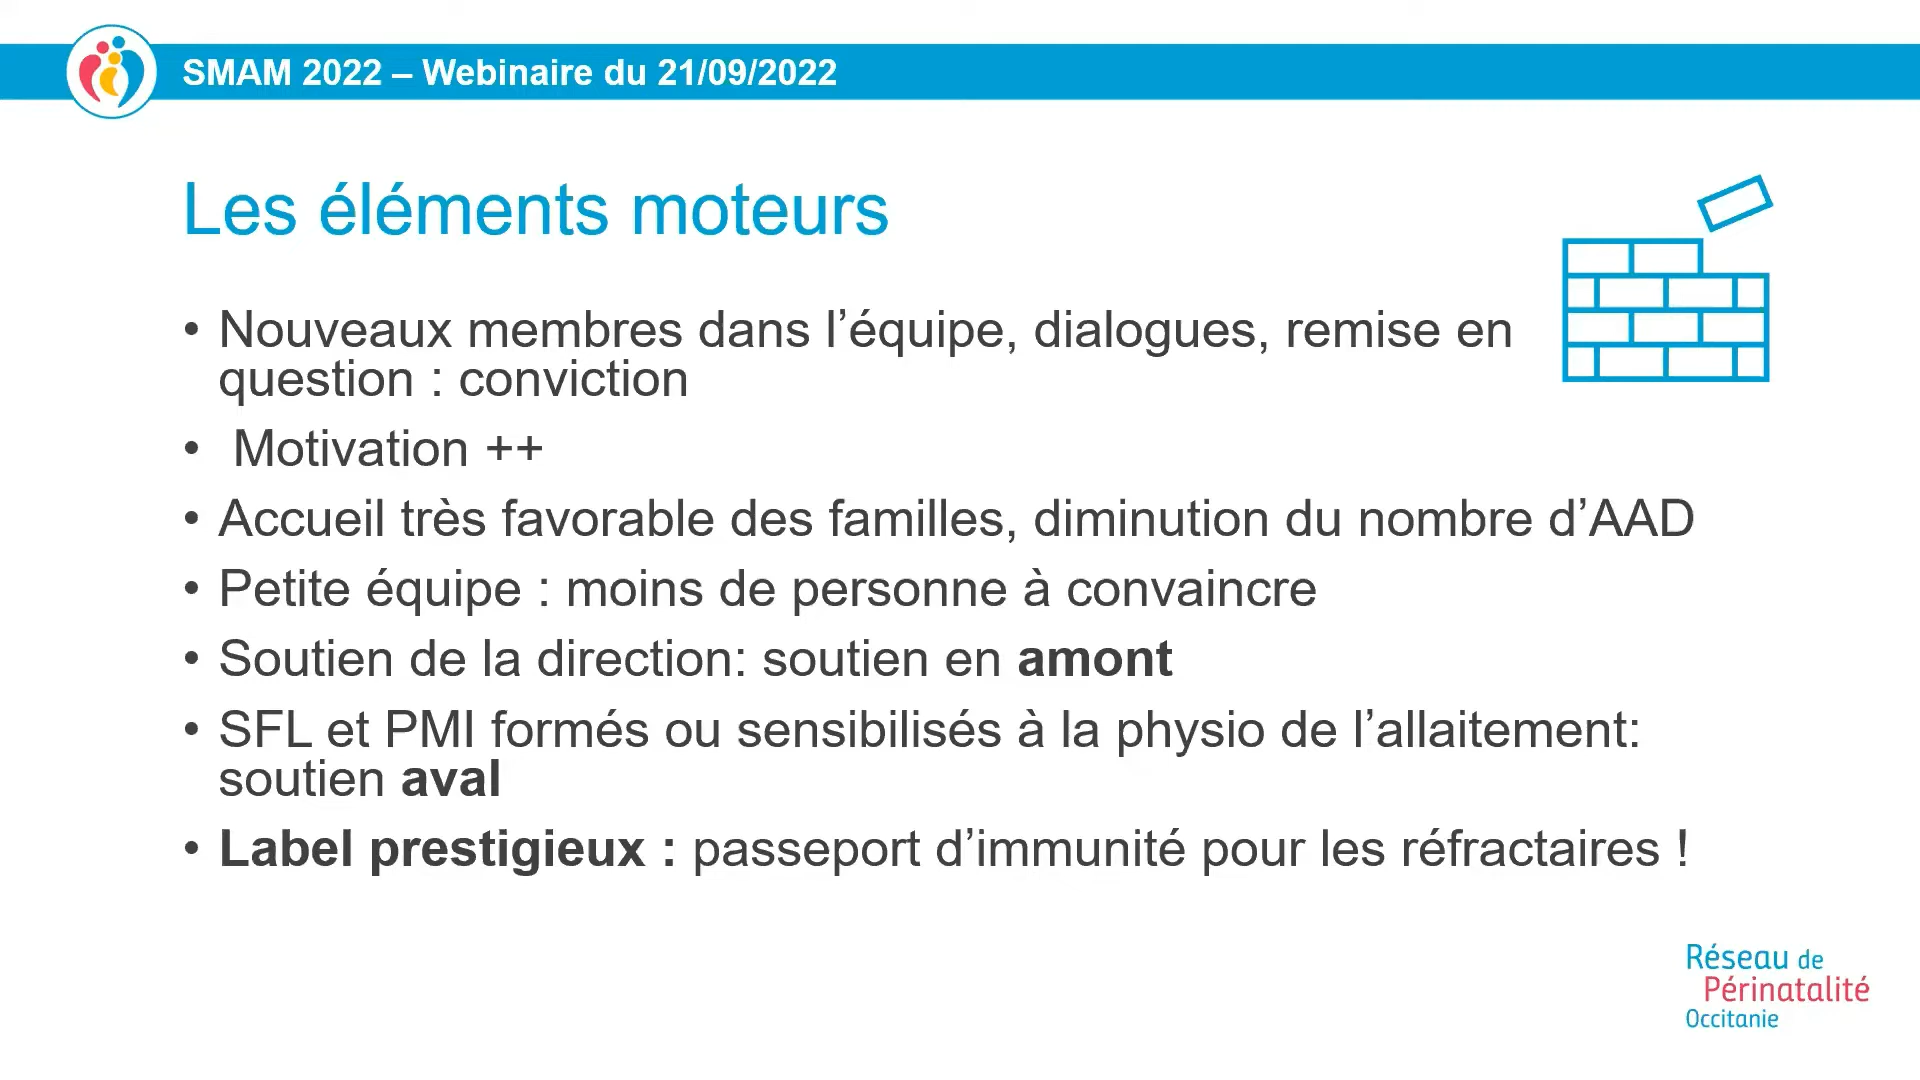 SMAM 2022 – Webinaire du 21/09/2022
Les éléments moteurs
• Nouveaux membres dans l’équipe, dialogues, remise en
question : conviction
• Motivation ++
• Accueil très favorable des familles, diminution du nombre d’AAD
• Petite équipe : moins de personne à convaincre
• Soutien de la direction: soutien en amont
• SFL et PMI formés ou sensibilisés à la physio de l’allaitement:
soutien aval
• Label prestigieux : passeport d’immunité pour les réfractaires !
Réseau de
Périnatalité
Occitanie